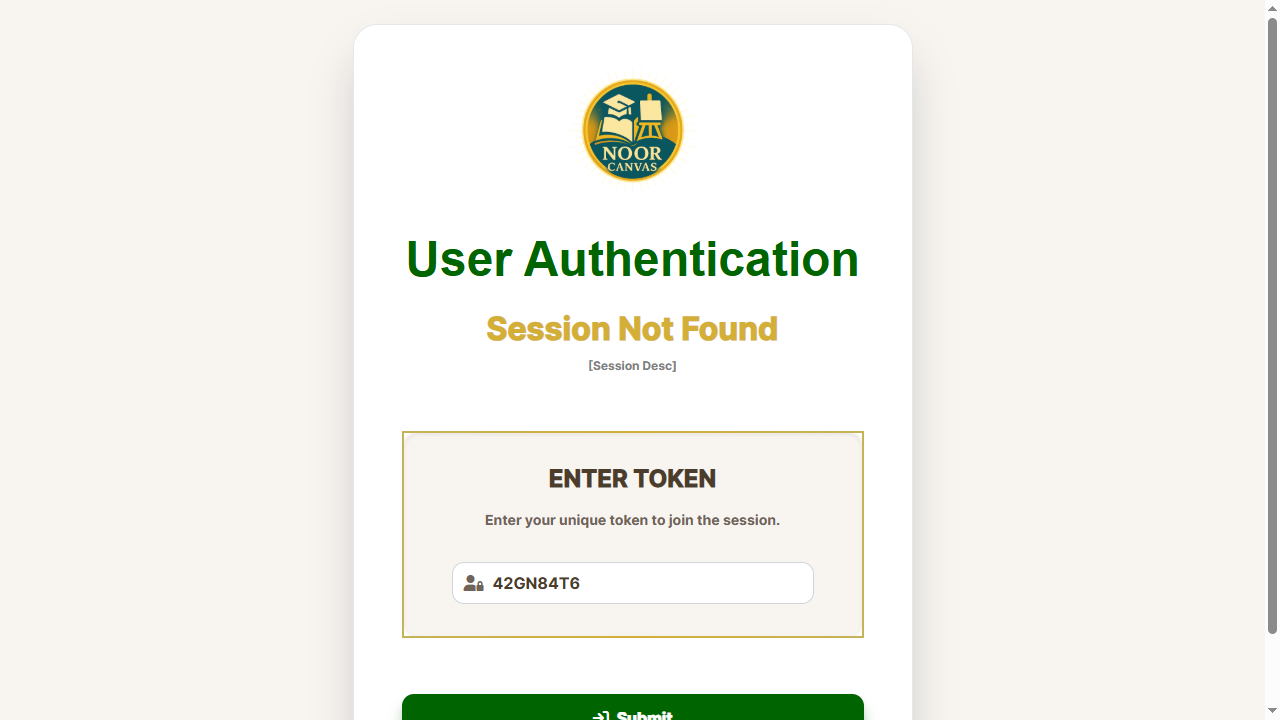 NOOR
CANVAS
User Authentication
Session Not Found
[Session Desc]
ENTER TOKEN
Enter your unique token to join the session.
42GN84T6
Submit